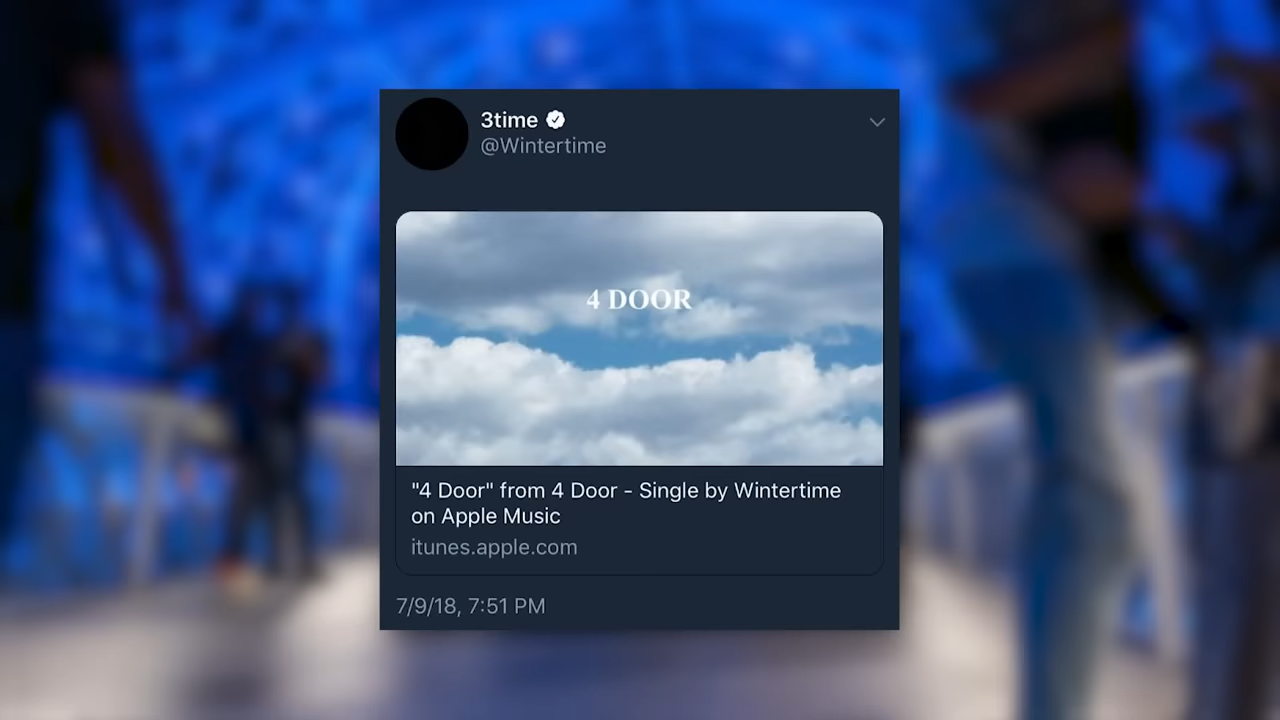 3time
@Wintertime
4 DOOR
"4 Door" from 4 Door - Single by Wintertime
on Apple Music
itunes.apple.com
7/9/18, 7:51 PM